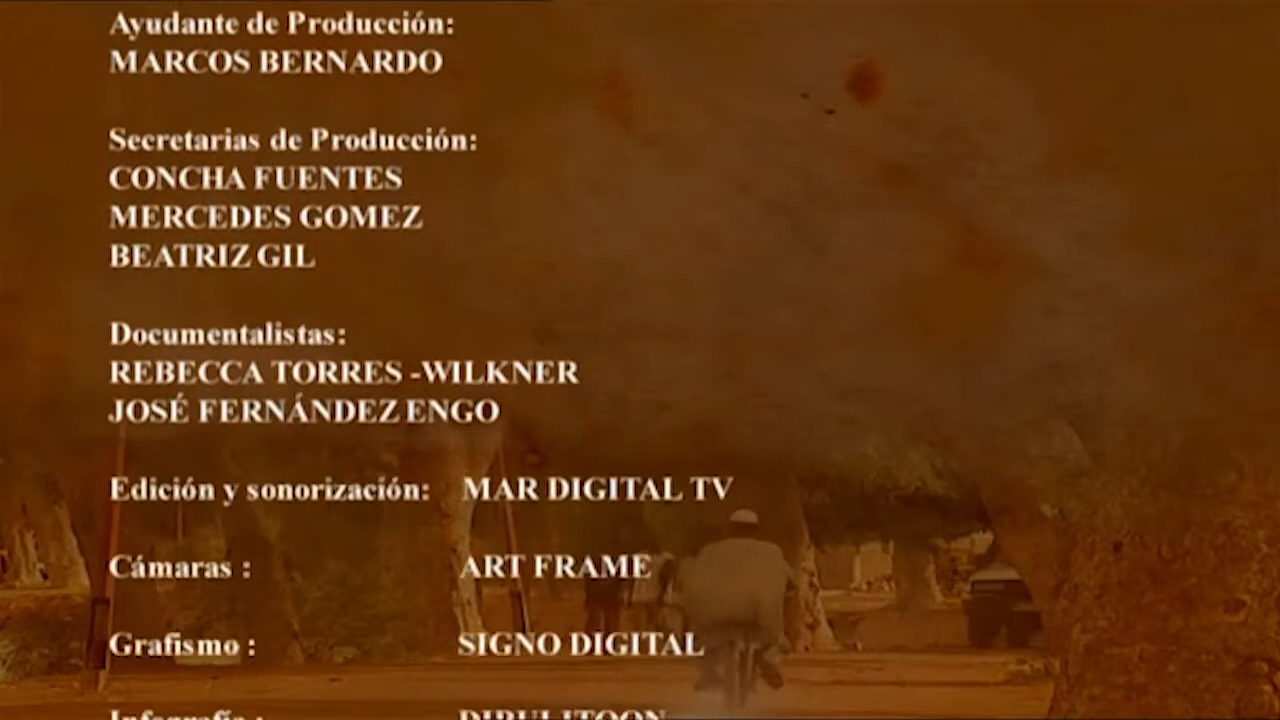 Ayudante de Producción:
MARCOS BERNARDO
Secretarias de Producción:
CONCHA FUENTES
MERCEDES GOMEZ
BEATRIZ GIL
Documentalistas:
REBECCA TORRES -WILKNER
JOSÉ FERNÁNDEZ ENGO
Edición y sonorización: MAR DIGITAL TV
Cámaras : ART FRAME
Grafismo : SIGNO DIGITAL